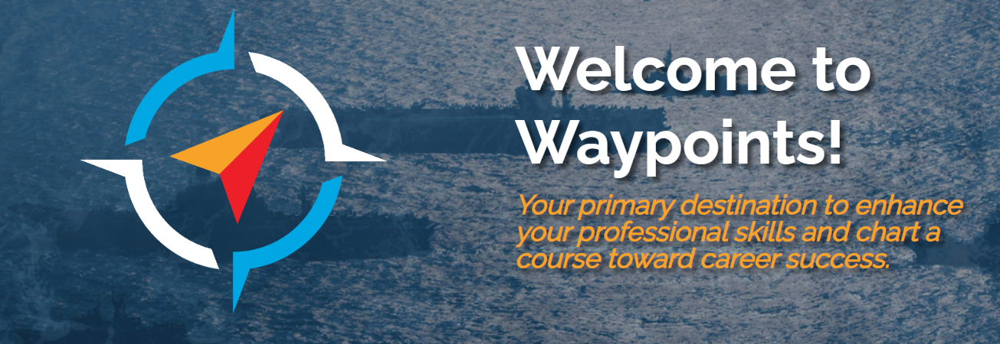 Welcome to
Waypoints!
Your primary destination to enhance
your professional skills and chart a
course toward career success.